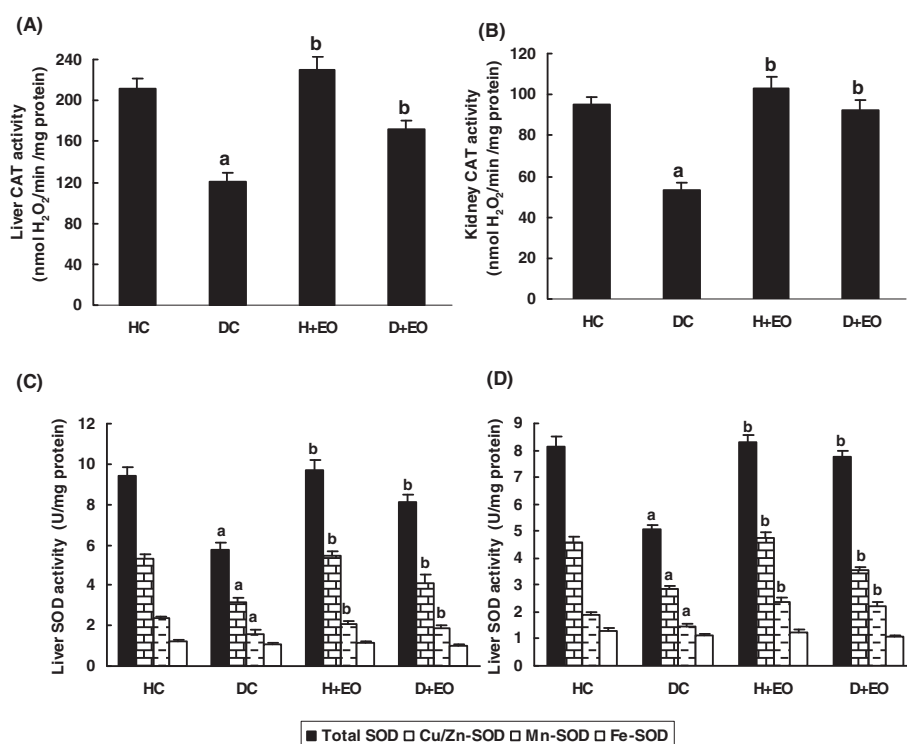 (A)
Liver CAT activity
(nmol H₂O₂/min /mg protein)
240
200
160
120
80
40
0
a
b
b
HC DC H+EO D+EO
(B)
Kidney CAT activity
(nmol H₂O₂/min /mg protein)
120
100
80
60
40
20
0
a
b
b
HC DC H+EO D+EO
(C)
Liver SOD activity (U/mg protein)
12
10
8
6
4
2
0
a
a
a
b
b
b
b
b
b
HC DC H+EO D+EO
(D)
Liver SOD activity (U/mg protein)
9
8
7
6
5
4
3
2
1
0
a
a
a
b
b
b
b
b
b
HC DC H+EO D+EO
Total SOD Cu/Zn-SOD Mn-SOD Fe-SOD